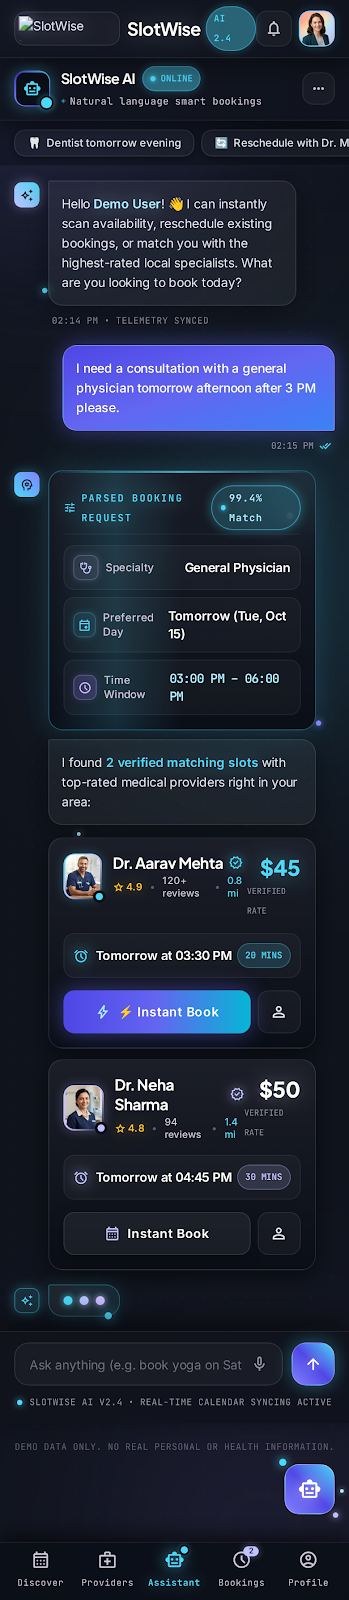 SlotWise
SlotWise
AI
2.4
SlotWise AI
ONLINE
Natural language smart bookings
🦷 Dentist tomorrow evening
🔄 Reschedule with Dr. M
Hello Demo User! 👋 I can instantly
scan availability, reschedule existing
bookings, or match you with the
highest-rated local specialists. What
are you looking to book today?
02:14 PM • TELEMETRY SYNCED
I need a consultation with a general
physician tomorrow afternoon after 3 PM
please.
02:15 PM
PARSED BOOKING
REQUEST
99.4%
Match
Specialty
General Physician
Preferred
Day
Tomorrow (Tue, Oct
15)
Time
Window
03:00 PM – 06:00
PM
I found 2 verified matching slots with
top-rated medical providers right in your
area:
Dr. Aarav Mehta
$45
4.9 • 120+
reviews • 0.8
mi
VERIFIED
RATE
Tomorrow at 03:30 PM
20 MINS
⚡ Instant Book
Dr. Neha
Sharma
$50
4.8 • 94
reviews • 1.4
mi
VERIFIED
RATE
Tomorrow at 04:45 PM
30 MINS
Instant Book
Ask anything (e.g. book yoga on Sat
SLOTWISE AI V2.4 • REAL-TIME CALENDAR SYNCING ACTIVE
DEMO DATA ONLY. NO REAL PERSONAL OR HEALTH INFORMATION.
2
Discover
Providers
Assistant
Bookings
Profile